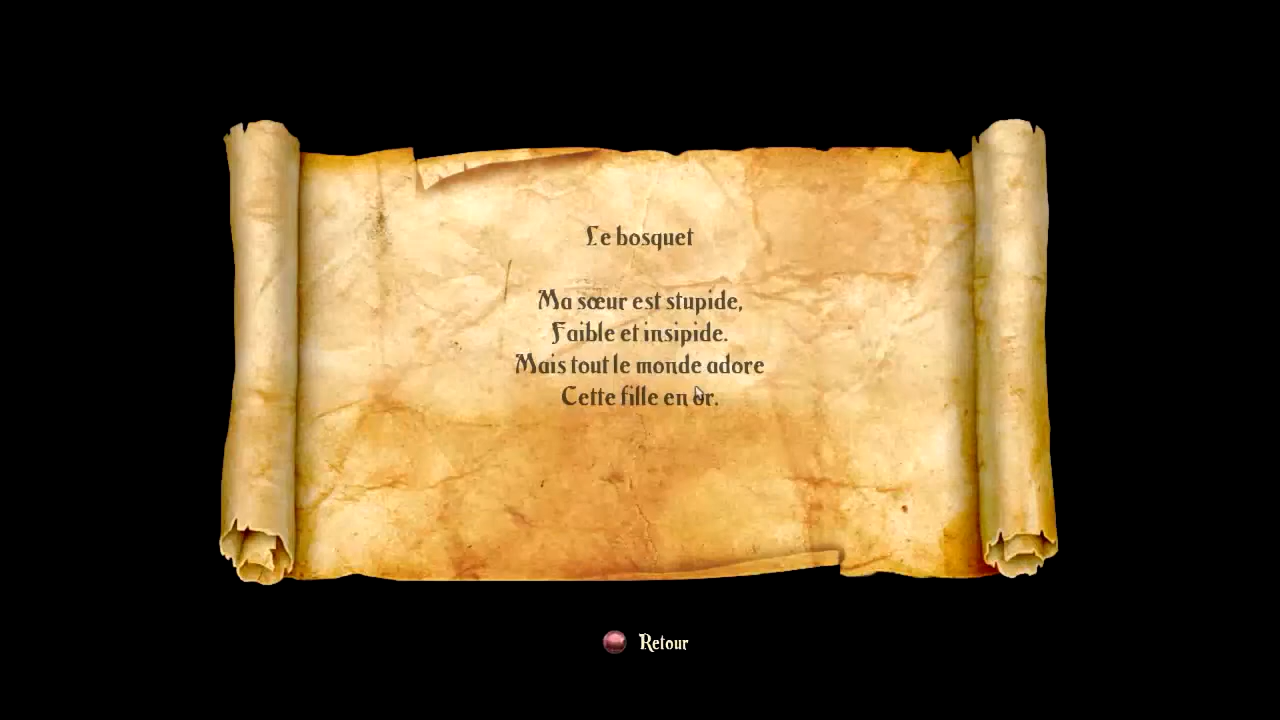 Le bosquet
Ma sœur est stupide,
Faible et insipide.
Mais tout le monde adore
Cette fille en or.
Retour